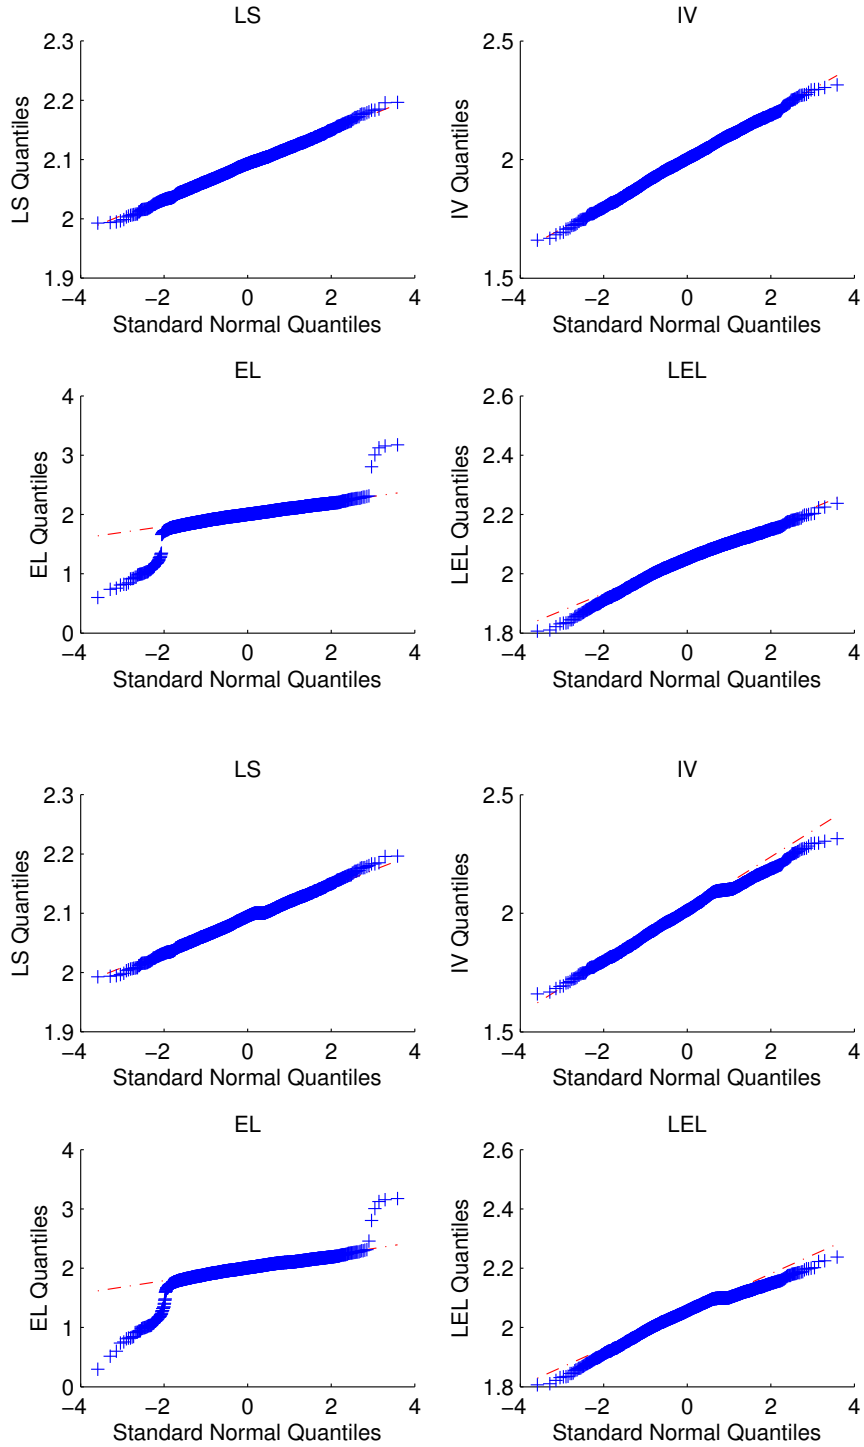 LS
IV
2.3
2.2
2.1
2
1.9
LS Quantiles
−4 −2 0 2 4
Standard Normal Quantiles
2.5
2
1.5
IV Quantiles
−4 −2 0 2 4
Standard Normal Quantiles
EL
LEL
4
3
2
1
0
EL Quantiles
−4 −2 0 2 4
Standard Normal Quantiles
2.6
2.4
2.2
2
1.8
LEL Quantiles
−4 −2 0 2 4
Standard Normal Quantiles
LS
IV
2.3
2.2
2.1
2
1.9
LS Quantiles
−4 −2 0 2 4
Standard Normal Quantiles
2.5
2
1.5
IV Quantiles
−4 −2 0 2 4
Standard Normal Quantiles
EL
LEL
4
3
2
1
0
EL Quantiles
−4 −2 0 2 4
Standard Normal Quantiles
2.6
2.4
2.2
2
1.8
LEL Quantiles
−4 −2 0 2 4
Standard Normal Quantiles